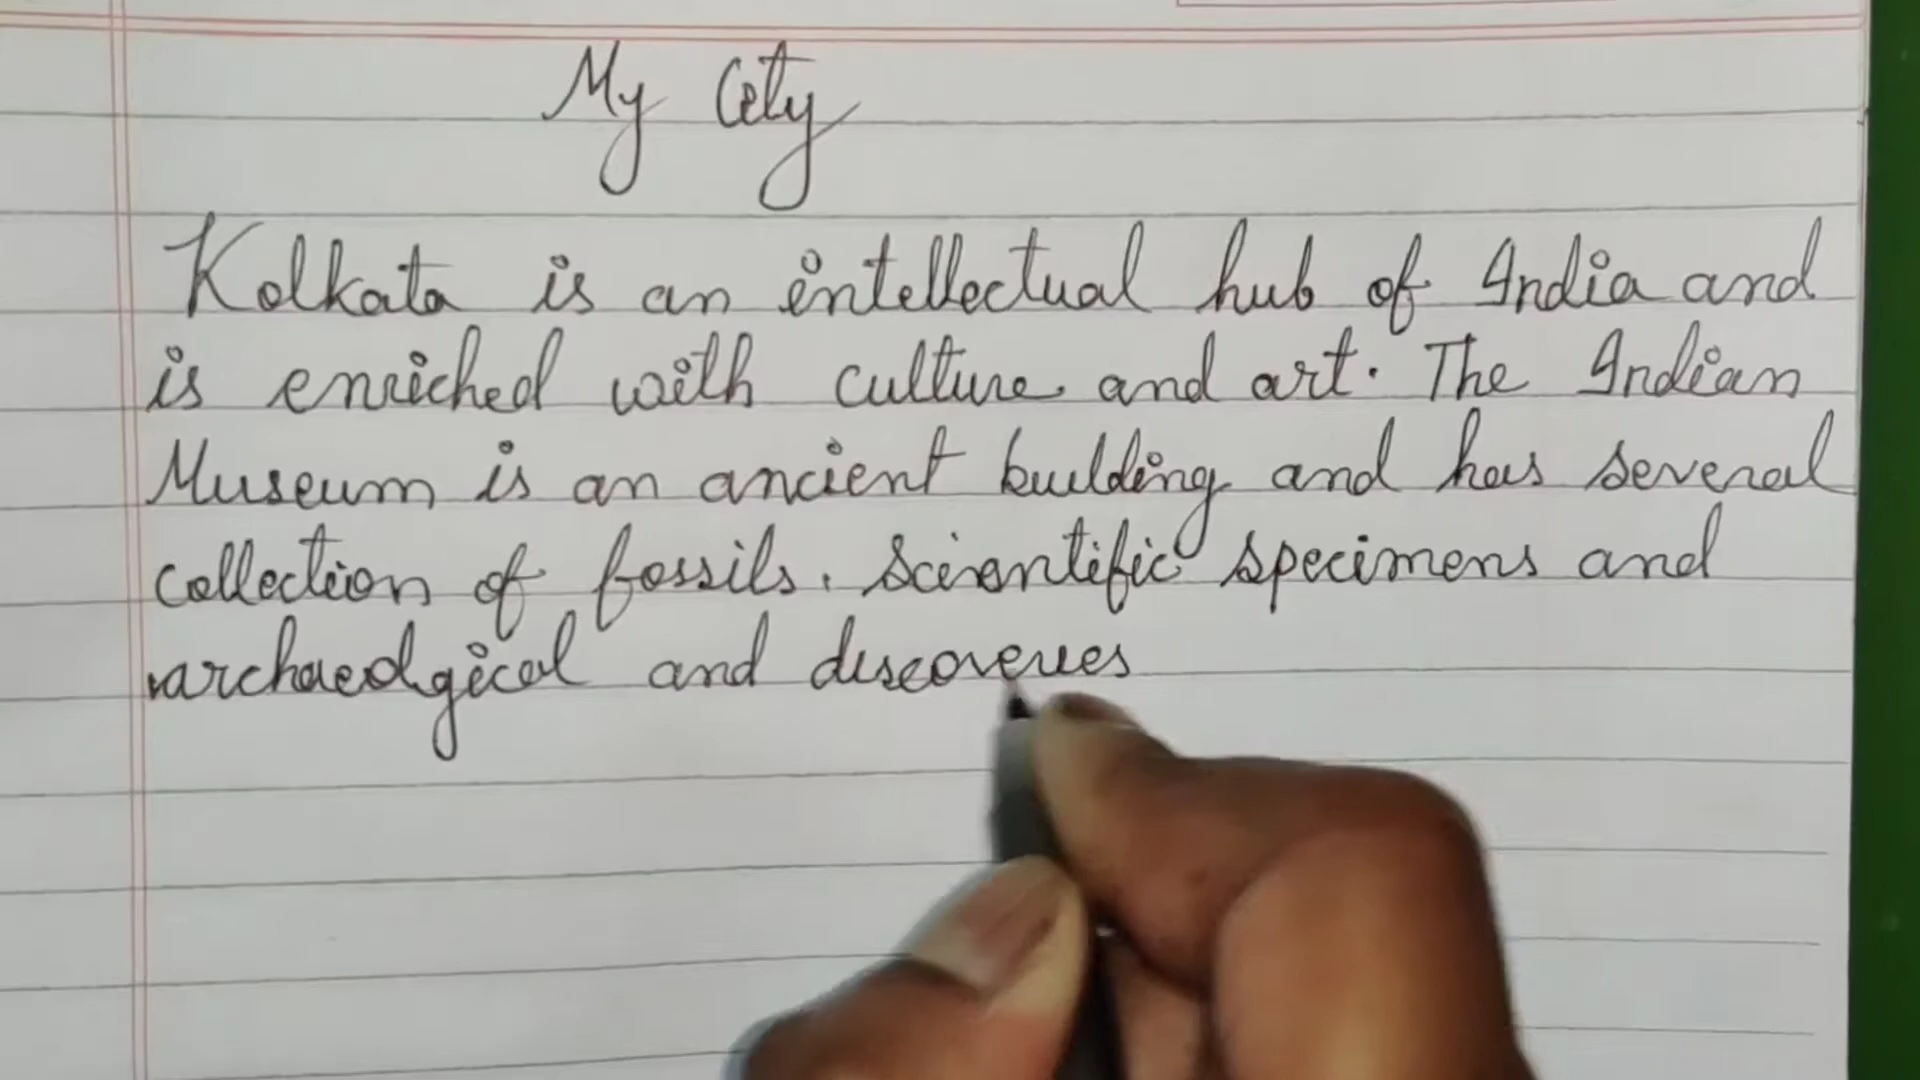 My City
Kolkata is an intellectual hub of India and
is enriched with culture and art. The Indian
Museum is an ancient building and has several
collection of fossils, scientific specimens and
archaeolgical and discoveries